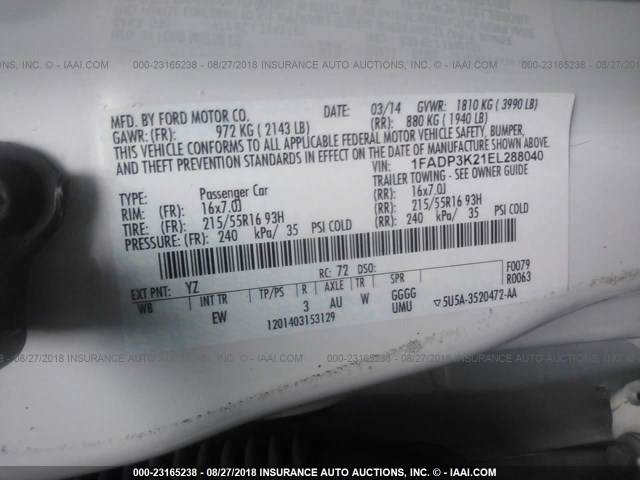 000-23165238 - 08/27/2018 INSURANCE AUTO AUCTIONS, INC. - © - IAAI.COM
MFD. BY FORD MOTOR CO. DATE: 03/14 GVWR: 1810 KG ( 3990 LB)
GAWR: (FR): 972 KG ( 2143 LB) (RR): 880 KG ( 1940 LB)
THIS VEHICLE CONFORMS TO ALL APPLICABLE FEDERAL MOTOR VEHICLE SAFETY, BUMPER,
AND THEFT PREVENTION STANDARDS IN EFFECT ON THE DATE OF MANUFACTURE SHOWN ABOVE.
VIN: 1FADP3K21EL288040
TYPE: Passenger Car TRAILER TOWING - SEE OWNER GUIDE
RIM: (FR): 16x7.0J (RR): 16x7.0J
TIRE: (FR): 215/55R16 93H (RR): 215/55R16 93H
PRESSURE: (FR): 240 kPa/ 35 PSI COLD (RR): 240 kPa/ 35 PSI COLD
EXT PNT: YZ RC: 72 DSO: F0079
WB INT TR TP/PS R AXLE TR SPR R0063
EW 3 AU W GGGG
UMU ▽5U5A-3520472-AA
1201403153129
000-23165238 - 08/27/2018 INSURANCE AUTO AUCTIONS, INC. - © - IAAI.COM
000-23165238 - 08/27/2018 INSURANCE AUTO AUCTIONS, INC. - © - IAAI.COM